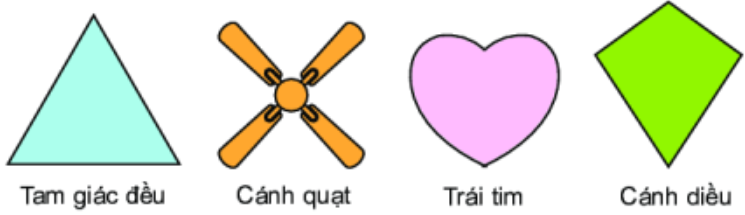 Tam giác đều
Cánh quạt
Trái tim
Cánh diều